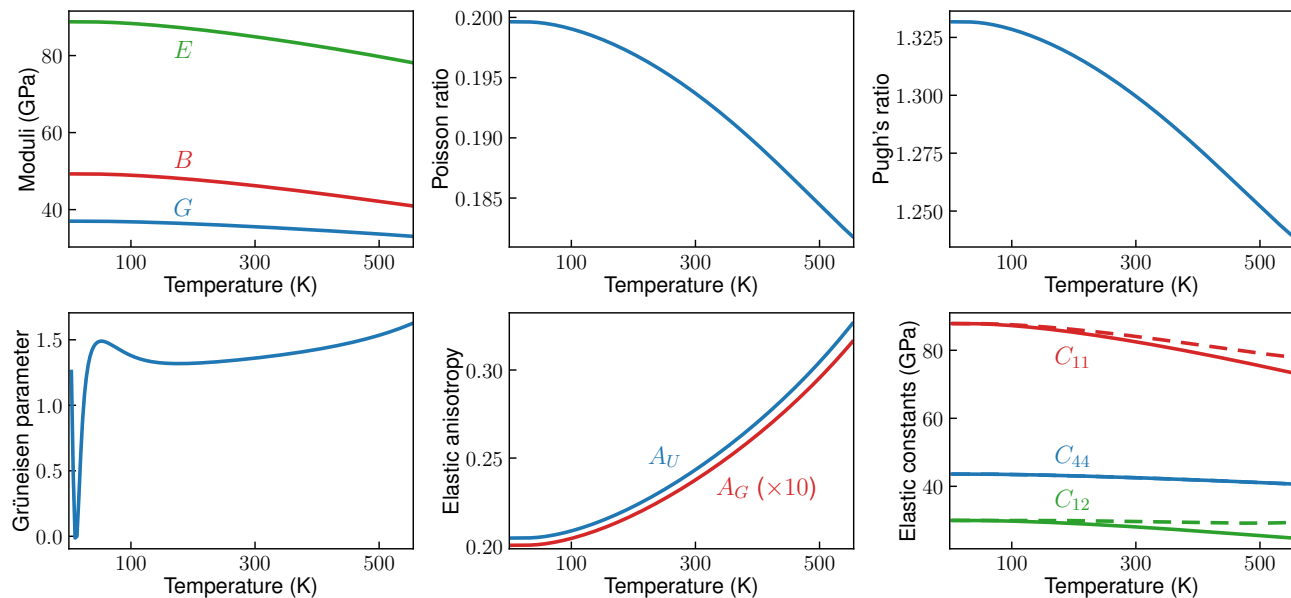 Moduli (GPa)
80
60
40
E
B
G
100
300
500
Temperature (K)
Poisson ratio
0.200
0.195
0.190
0.185
100
300
500
Temperature (K)
Pugh's ratio
1.325
1.300
1.275
1.250
100
300
500
Temperature (K)
Grüneisen parameter
1.5
1.0
0.5
0.0
100
300
500
Temperature (K)
Elastic anisotropy
0.30
0.25
0.20
A_U
A_G (×10)
100
300
500
Temperature (K)
Elastic constants (GPa)
80
40
C_11
C_44
C_12
100
300
500
Temperature (K)